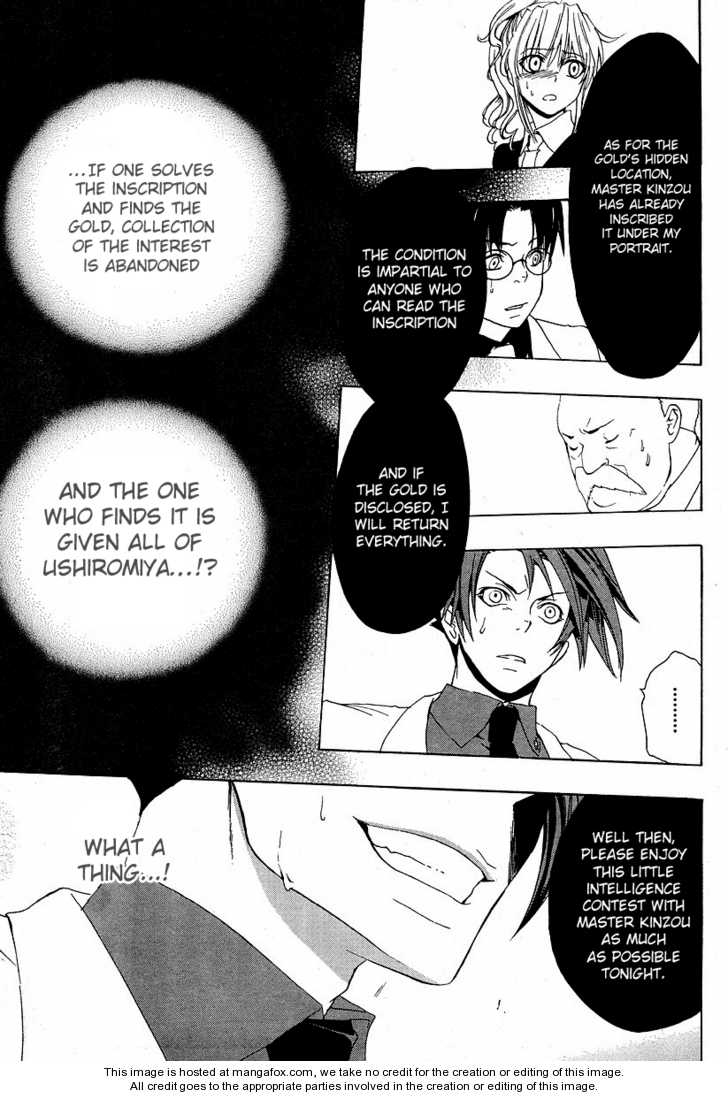 AS FOR THE
GOLD'S HIDDEN
LOCATION,
MASTER KINZOU
HAS ALREADY
INSCRIBED
IT UNDER MY
PORTRAIT.
THE CONDITION
IS IMPARTIAL TO
ANYONE WHO
CAN READ THE
INSCRIPTION
...IF ONE SOLVES
THE INSCRIPTION
AND FINDS THE
GOLD, COLLECTION
OF THE INTEREST
IS ABANDONED
AND IF
THE GOLD IS
DISCLOSED, I
WILL RETURN
EVERYTHING.
AND THE ONE
WHO FINDS IT IS
GIVEN ALL OF
USHIROMIYA...!?
.........
WELL THEN,
PLEASE ENJOY
THIS LITTLE
INTELLIGENCE
CONTEST WITH
MASTER KINZOU
AS MUCH
AS POSSIBLE
TONIGHT.
WHAT A
THING...!
This image is hosted at mangafox.com, we take no credit for the creation or editing of this image.
All credit goes to the appropriate parties involved in the creation or editing of this image.